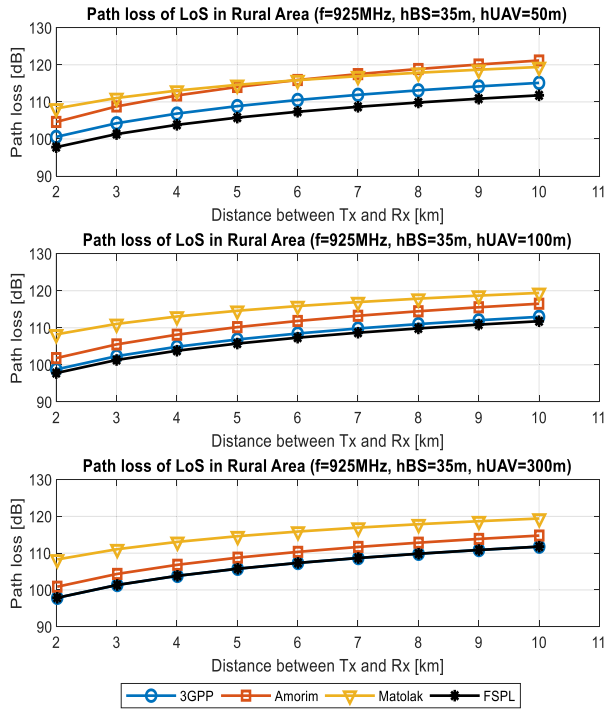 Path loss of LoS in Rural Area (f=925MHz, hBS=35m, hUAV=50m)
130
120
110
100
90
Path loss [dB]
2 3 4 5 6 7 8 9 10 11
Distance between Tx and Rx [km]
Path loss of LoS in Rural Area (f=925MHz, hBS=35m, hUAV=100m)
130
120
110
100
90
Path loss [dB]
2 3 4 5 6 7 8 9 10 11
Distance between Tx and Rx [km]
Path loss of LoS in Rural Area (f=925MHz, hBS=35m, hUAV=300m)
130
120
110
100
90
Path loss [dB]
2 3 4 5 6 7 8 9 10 11
Distance between Tx and Rx [km]
3GPP Amorim Matolak FSPL